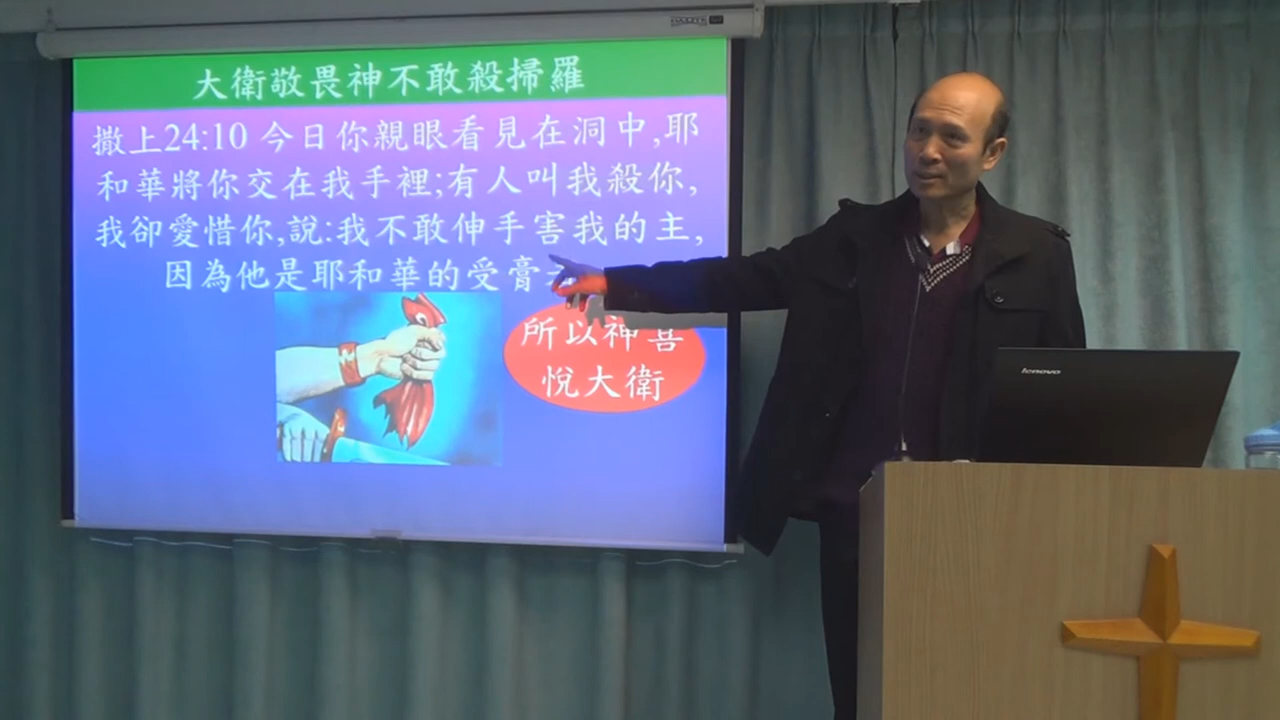 大衛敬畏神不敢殺掃羅
撒上24:10 今日你親眼看見在洞中,耶
和華將你交在我手裡;有人叫我殺你,
我卻愛惜你,說:我不敢伸手害我的主,
因為他是耶和華的受膏
所以神喜
悅大衛
lenovo